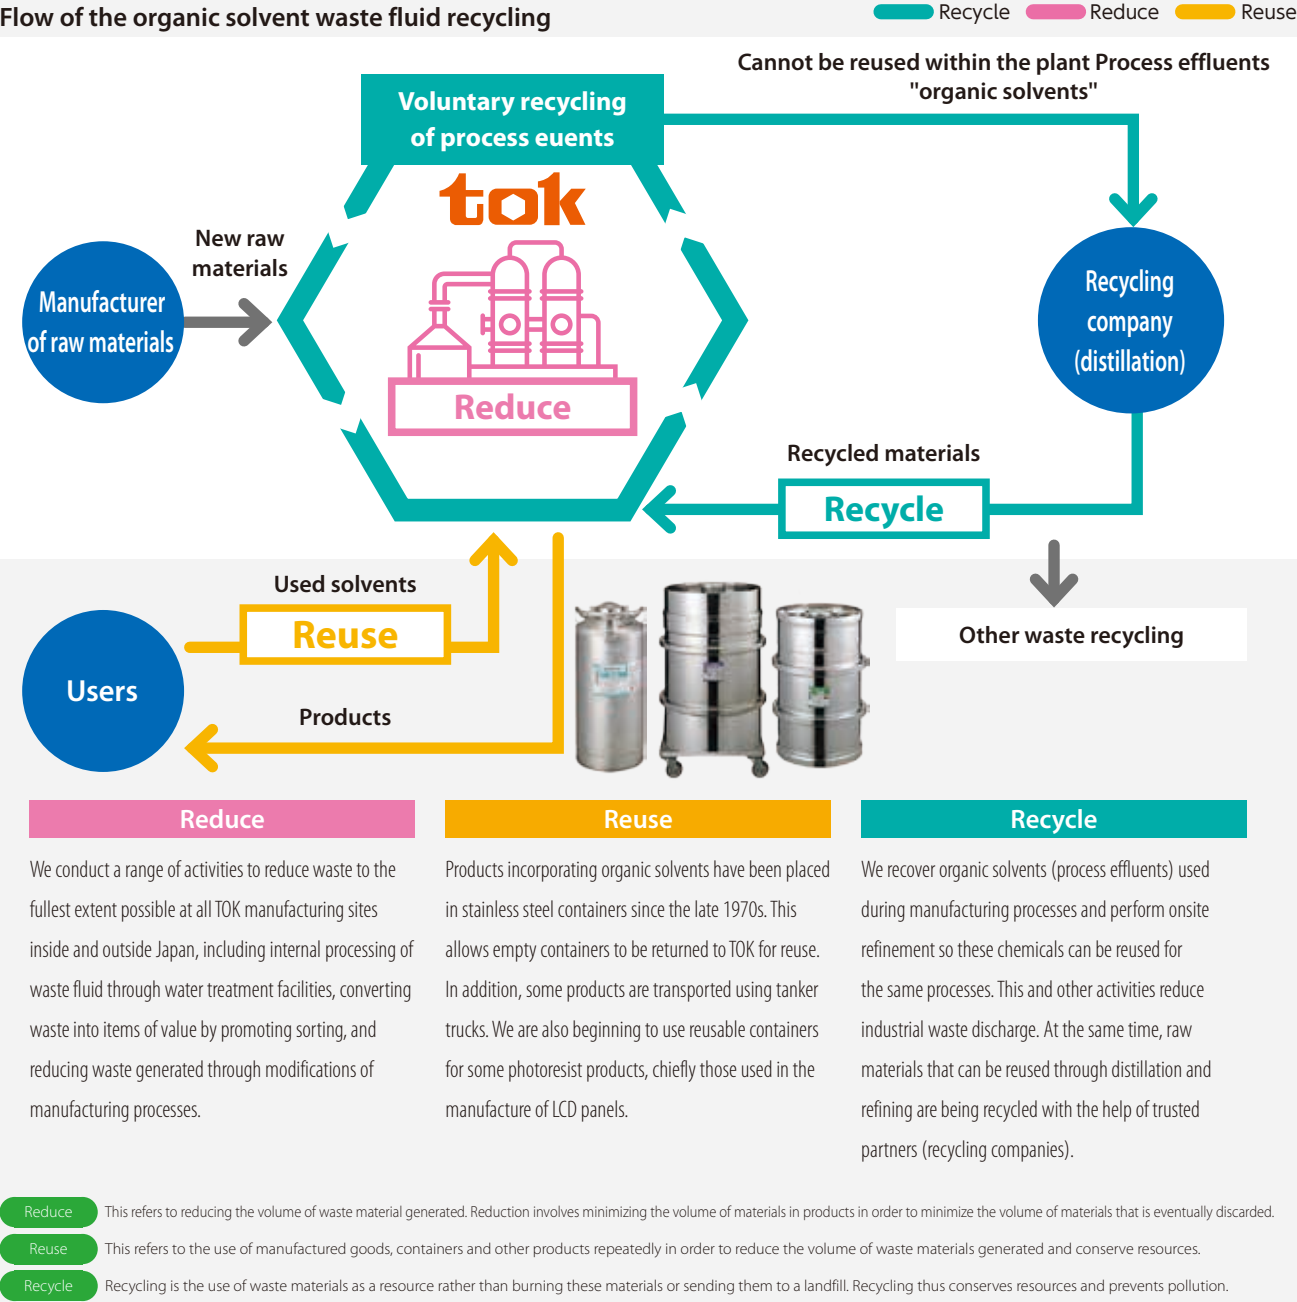 Flow of the organic solvent waste fluid recycling
Recycle
Reduce
Reuse
Cannot be reused within the plant Process effluents
"organic solvents"
Voluntary recycling
of process euents
tok
New raw
materials
Manufacturer
of raw materials
Recycling
company
(distillation)
Reduce
Recycled materials
Recycle
Used solvents
Reuse
Other waste recycling
Users
Products
Reduce
We conduct a range of activities to reduce waste to the
fullest extent possible at all TOK manufacturing sites
inside and outside Japan, including internal processing of
waste fluid through water treatment facilities, converting
waste into items of value by promoting sorting, and
reducing waste generated through modifications of
manufacturing processes.
Reuse
Products incorporating organic solvents have been placed
in stainless steel containers since the late 1970s. This
allows empty containers to be returned to TOK for reuse.
In addition, some products are transported using tanker
trucks. We are also beginning to use reusable containers
for some photoresist products, chiefly those used in the
manufacture of LCD panels.
Recycle
We recover organic solvents (process effluents) used
during manufacturing processes and perform onsite
refinement so these chemicals can be reused for
the same processes. This and other activities reduce
industrial waste discharge. At the same time, raw
materials that can be reused through distillation and
refining are being recycled with the help of trusted
partners (recycling companies).
Reduce This refers to reducing the volume of waste material generated. Reduction involves minimizing the volume of materials in products in order to minimize the volume of materials that is eventually discarded.
Reuse This refers to the use of manufactured goods, containers and other products repeatedly in order to reduce the volume of waste materials generated and conserve resources.
Recycle Recycling is the use of waste materials as a resource rather than burning these materials or sending them to a landfill. Recycling thus conserves resources and prevents pollution.